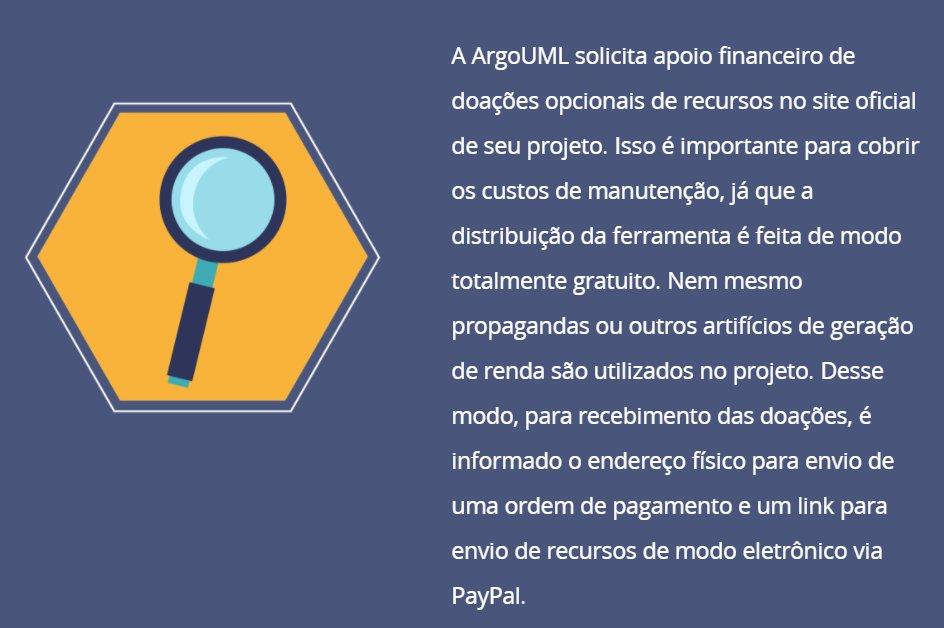 A ArgoUML solicita apoio financeiro de
doações opcionais de recursos no site oficial
de seu projeto. Isso é importante para cobrir
os custos de manutenção, já que a
distribuição da ferramenta é feita de modo
totalmente gratuito. Nem mesmo
propagandas ou outros artifícios de geração
de renda são utilizados no projeto. Desse
modo, para recebimento das doações, é
informado o endereço físico para envio de
uma ordem de pagamento e um link para
envio de recursos de modo eletrônico via
PayPal.